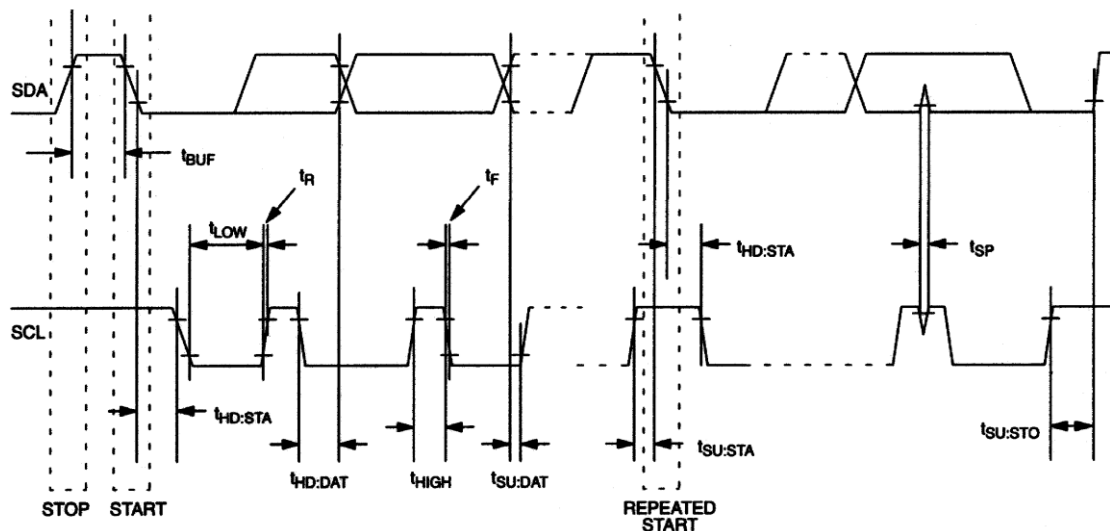 SDA
tBUF
tR
tF
tLOW
tHD:STA
tSP
SCL
tHD:STA
tSU:STA
tSU:STO
tHD:DAT
tHIGH
tSU:DAT
STOP
START
REPEATED
START